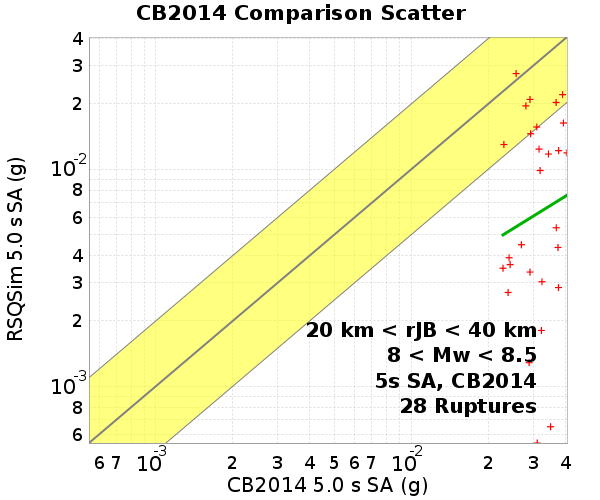 CB2014 Comparison Scatter
RSQSim 5.0 s SA (g)
4
3
2
10-2
8
6
4
3
2
10-3
8
6
20 km < rJB < 40 km
8 < Mw < 8.5
5s SA, CB2014
28 Ruptures
6 7 10-3 2 3 4 5 6 7 10-2 2 3 4
CB2014 5.0 s SA (g)